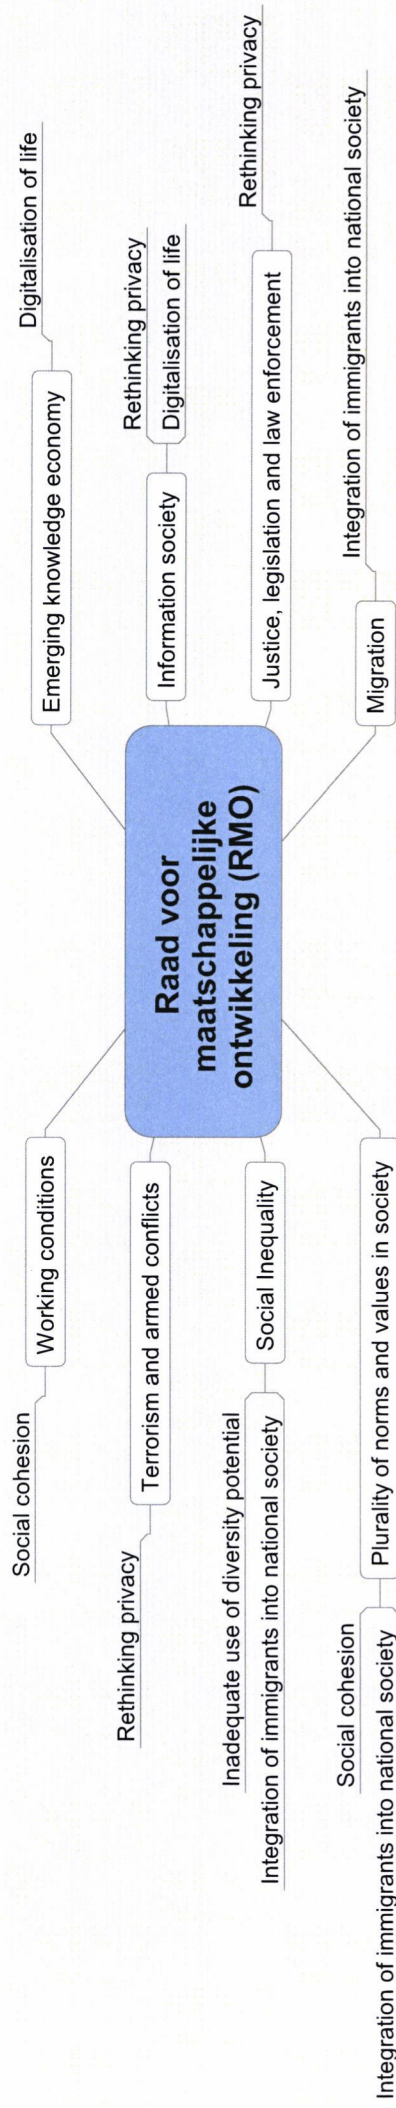 Raad voor
maatschappelijke
ontwikkeling (RMO)
Emerging knowledge economy
Digitalisation of life
Information society
Rethinking privacy
Digitalisation of life
Justice, legislation and law enforcement
Rethinking privacy
Migration
Integration of immigrants into national society
Working conditions
Social cohesion
Terrorism and armed conflicts
Rethinking privacy
Social Inequality
Inadequate use of diversity potential
Integration of immigrants into national society
Plurality of norms and values in society
Social cohesion
Integration of immigrants into national society